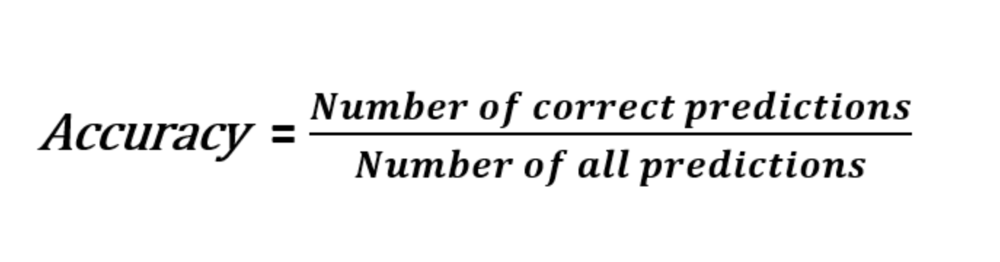 Accuracy = Number of correct predictions
Number of all predictions